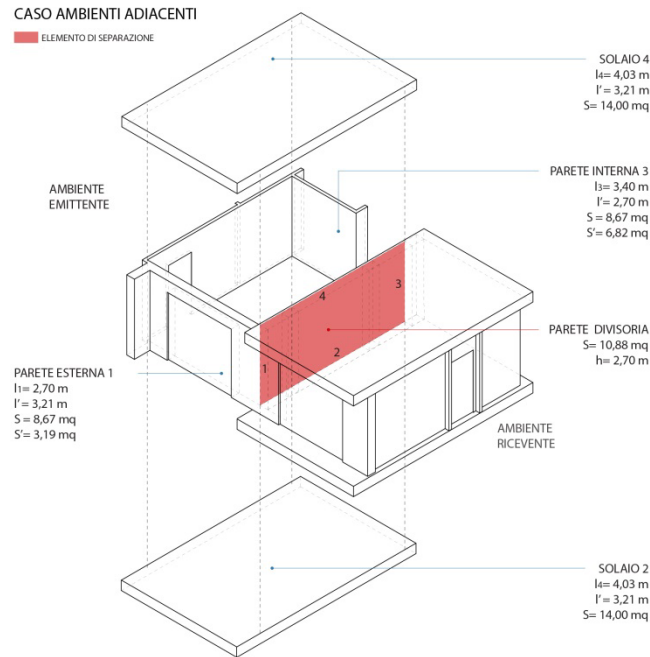 CASO AMBIENTI ADIACENTI
ELEMENTO DI SEPARAZIONE
SOLAIO 4
l4= 4,03 m
l' = 3,21 m
S= 14,00 mq
AMBIENTE
EMITTENTE
PARETE INTERNA 3
l3= 3,40 m
l'= 2,70 m
S = 8,67 mq
S'= 6,82 mq
3
4
PARETE DIVISORIA
S= 10,88 mq
h= 2,70 m
2
1
PARETE ESTERNA 1
l1= 2,70 m
l' = 3,21 m
S = 8,67 mq
S'= 3,19 mq
AMBIENTE
RICEVENTE
SOLAIO 2
l4= 4,03 m
l' = 3,21 m
S= 14,00 mq